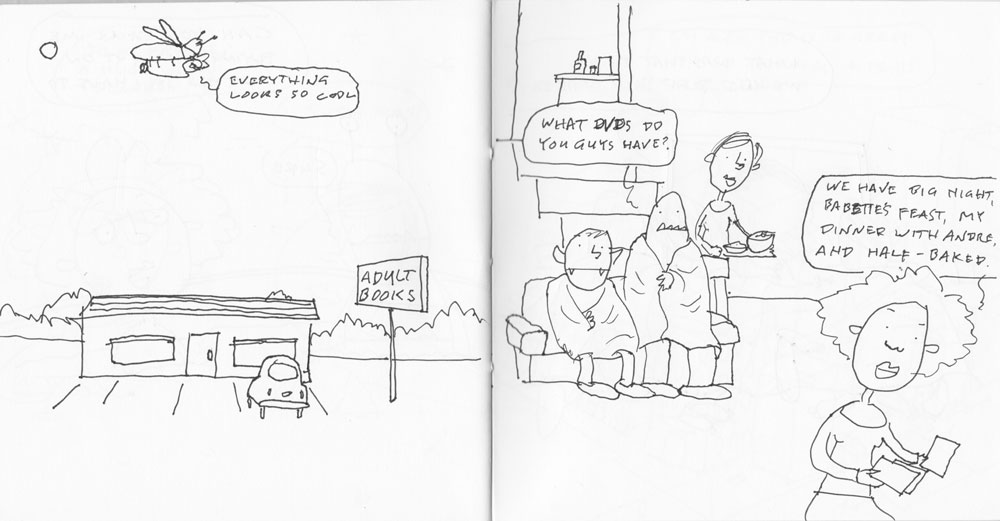 EVERYTHING
LOOKS SO COOL
ADULT
BOOKS
WHAT DVDS DO
YOU GUYS HAVE?
WE HAVE BIG NIGHT,
BABETTE'S FEAST, MY
DINNER WITH ANDRE,
AND HALF-BAKED.